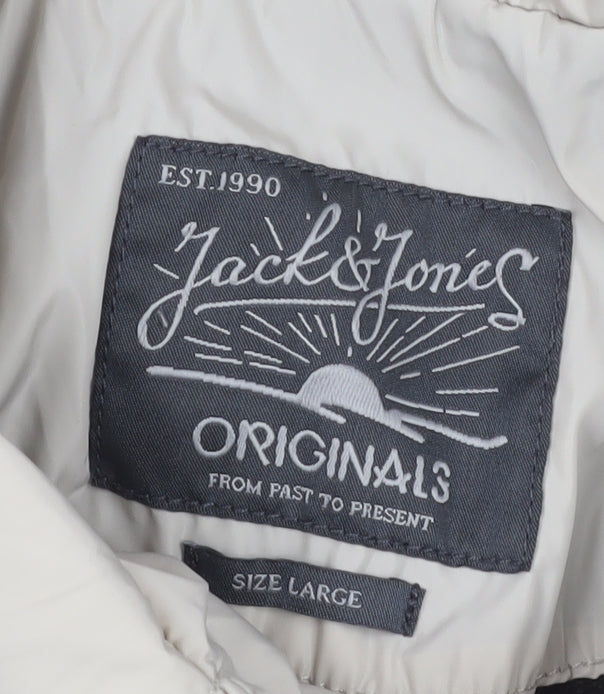 EST.1990
Jack&Jones
ORIGINALS
FROM PAST TO PRESENT
SIZE LARGE